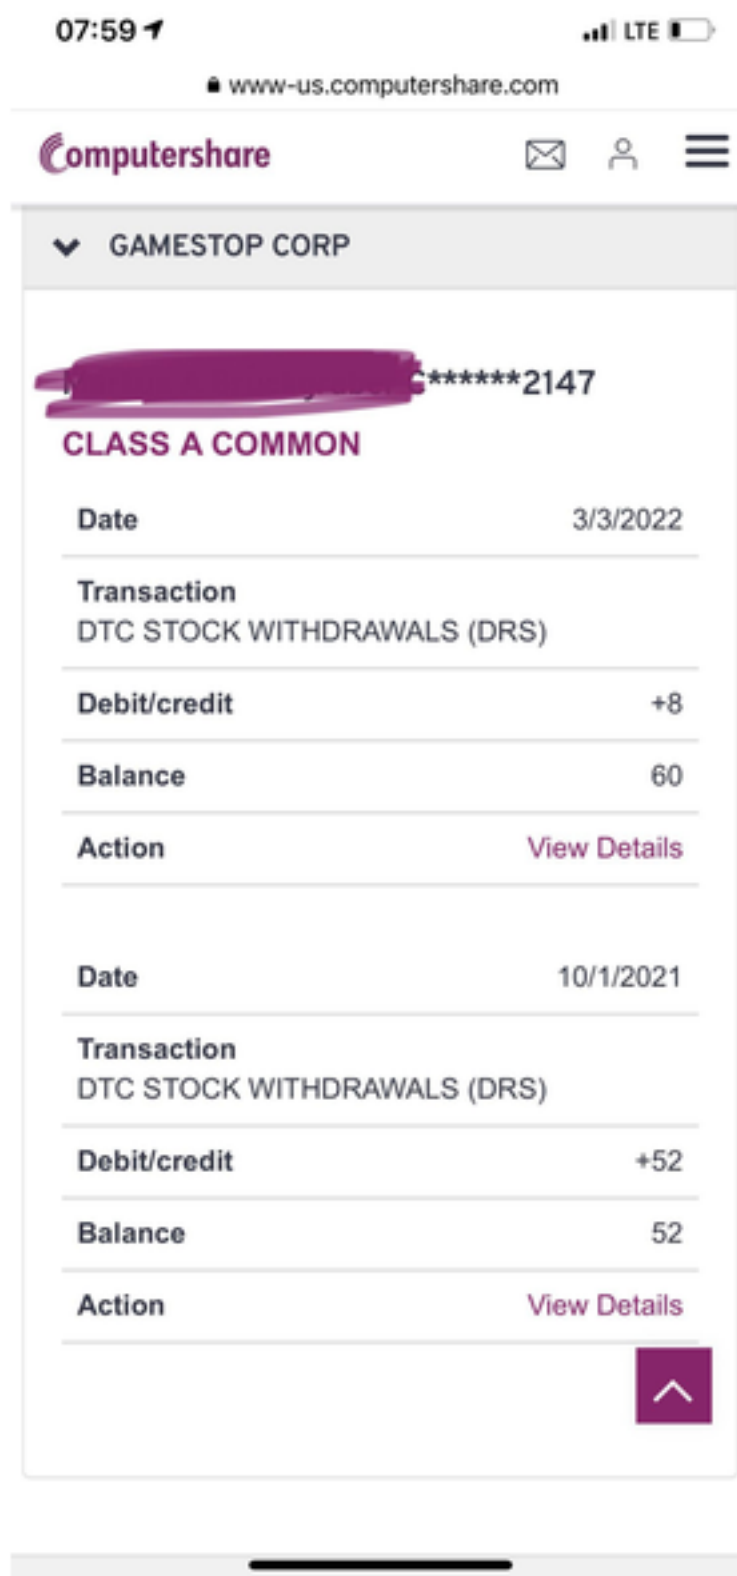 07:59 LTE
www-us.computershare.com
Computershare
GAMESTOP CORP
******2147
CLASS A COMMON
Date 3/3/2022
Transaction
DTC STOCK WITHDRAWALS (DRS)
Debit/credit +8
Balance 60
Action View Details
Date 10/1/2021
Transaction
DTC STOCK WITHDRAWALS (DRS)
Debit/credit +52
Balance 52
Action View Details